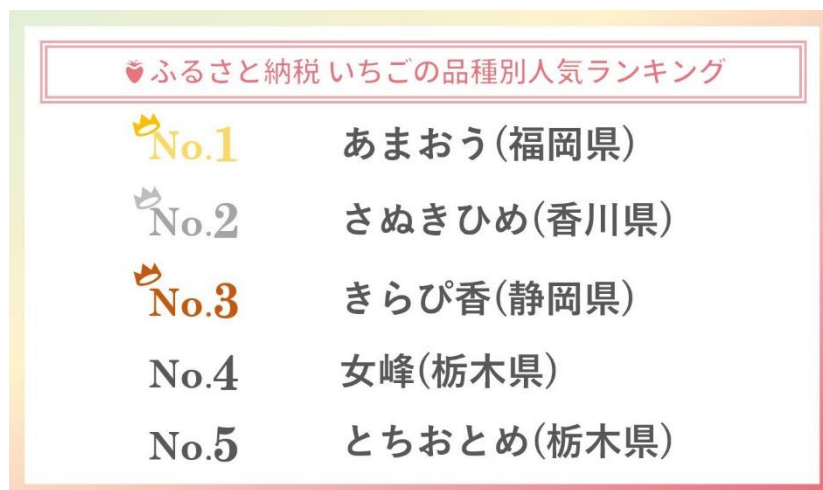 ふるさと納税 いちごの品種別人気ランキング
No.1 あまおう(福岡県)
No.2 さぬきひめ(香川県)
No.3 きらぴ香(静岡県)
No.4 女峰(栃木県)
No.5 とちおとめ(栃木県)